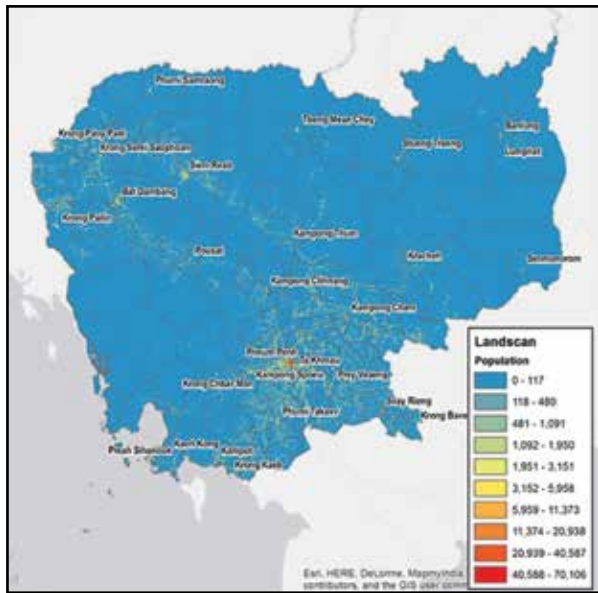 Phumi Samraong
Tbeng Mean Chey
Stueng Traeng
Banlung
Lumphat
Krong Poay Paet
Krong Serei Saophoan
Siem Reab
Bat Dambang
Krong Pailin
Pousat
Kampong Thum
Kracheh
Senmonorom
Kampong Chhnang
Kampong Cham
Phnum Penh
Ta Khmau
Kampong Spueu
Prey Veaeng
Krong Chbar Mon
Phumi Takaev
Svay Rieng
Krong Bave
Preah Sihanouk
Kaoh Kong
Kampot
Krong Kaeb
Landscan
Population
0 - 117
118 - 480
481 - 1,091
1,092 - 1,950
1,951 - 3,151
3,152 - 5,958
5,959 - 11,373
11,374 - 20,938
20,939 - 40,587
40,588 - 70,106
Esri, HERE, DeLorme, MapmyIndia,
contributors, and the GIS user comm